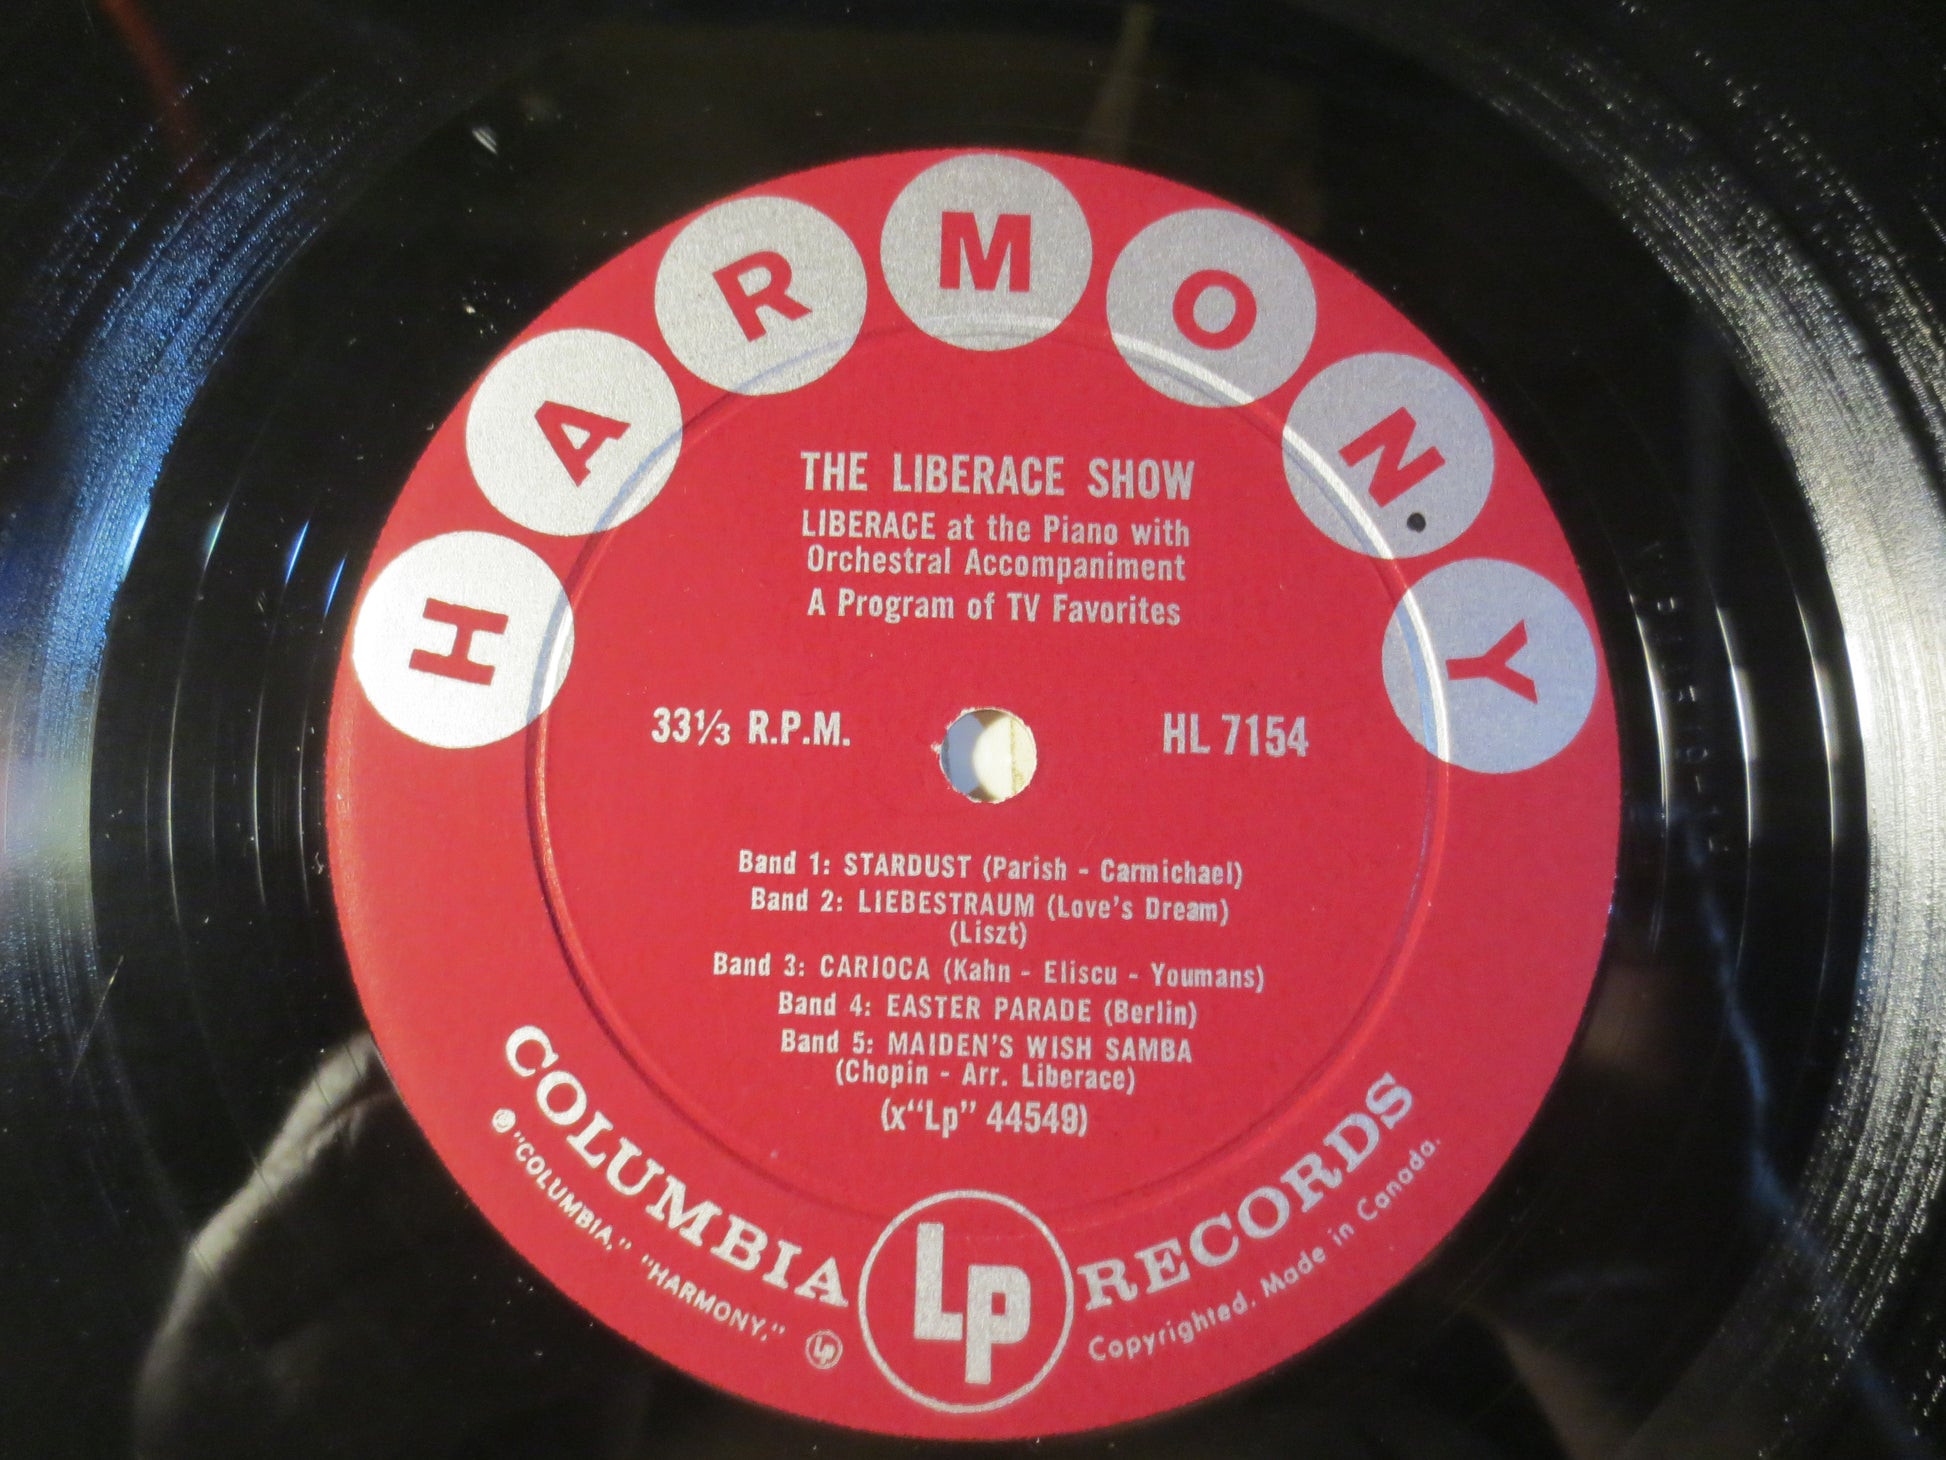 HARMONY
THE LIBERACE SHOW
LIBERACE at the Piano with
Orchestral Accompaniment
A Program of TV Favorites
33⅓ R.P.M.
HL 7154
Band 1: STARDUST (Parish - Carmichael)
Band 2: LIEBESTRAUM (Love's Dream)
(Liszt)
Band 3: CARIOCA (Kahn - Eliscu - Youmans)
Band 4: EASTER PARADE (Berlin)
Band 5: MAIDEN'S WISH SAMBA
(Chopin - Arr. Liberace)
(x"Lp" 44549)
COLUMBIA Lp RECORDS
"COLUMBIA," "HARMONY," Lp
Copyrighted. Made in Canada.